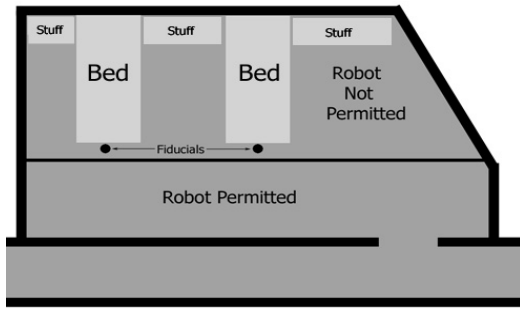 Stuff
Stuff
Stuff
Bed
Bed
Robot
Not
Permitted
Fiducials
Robot Permitted